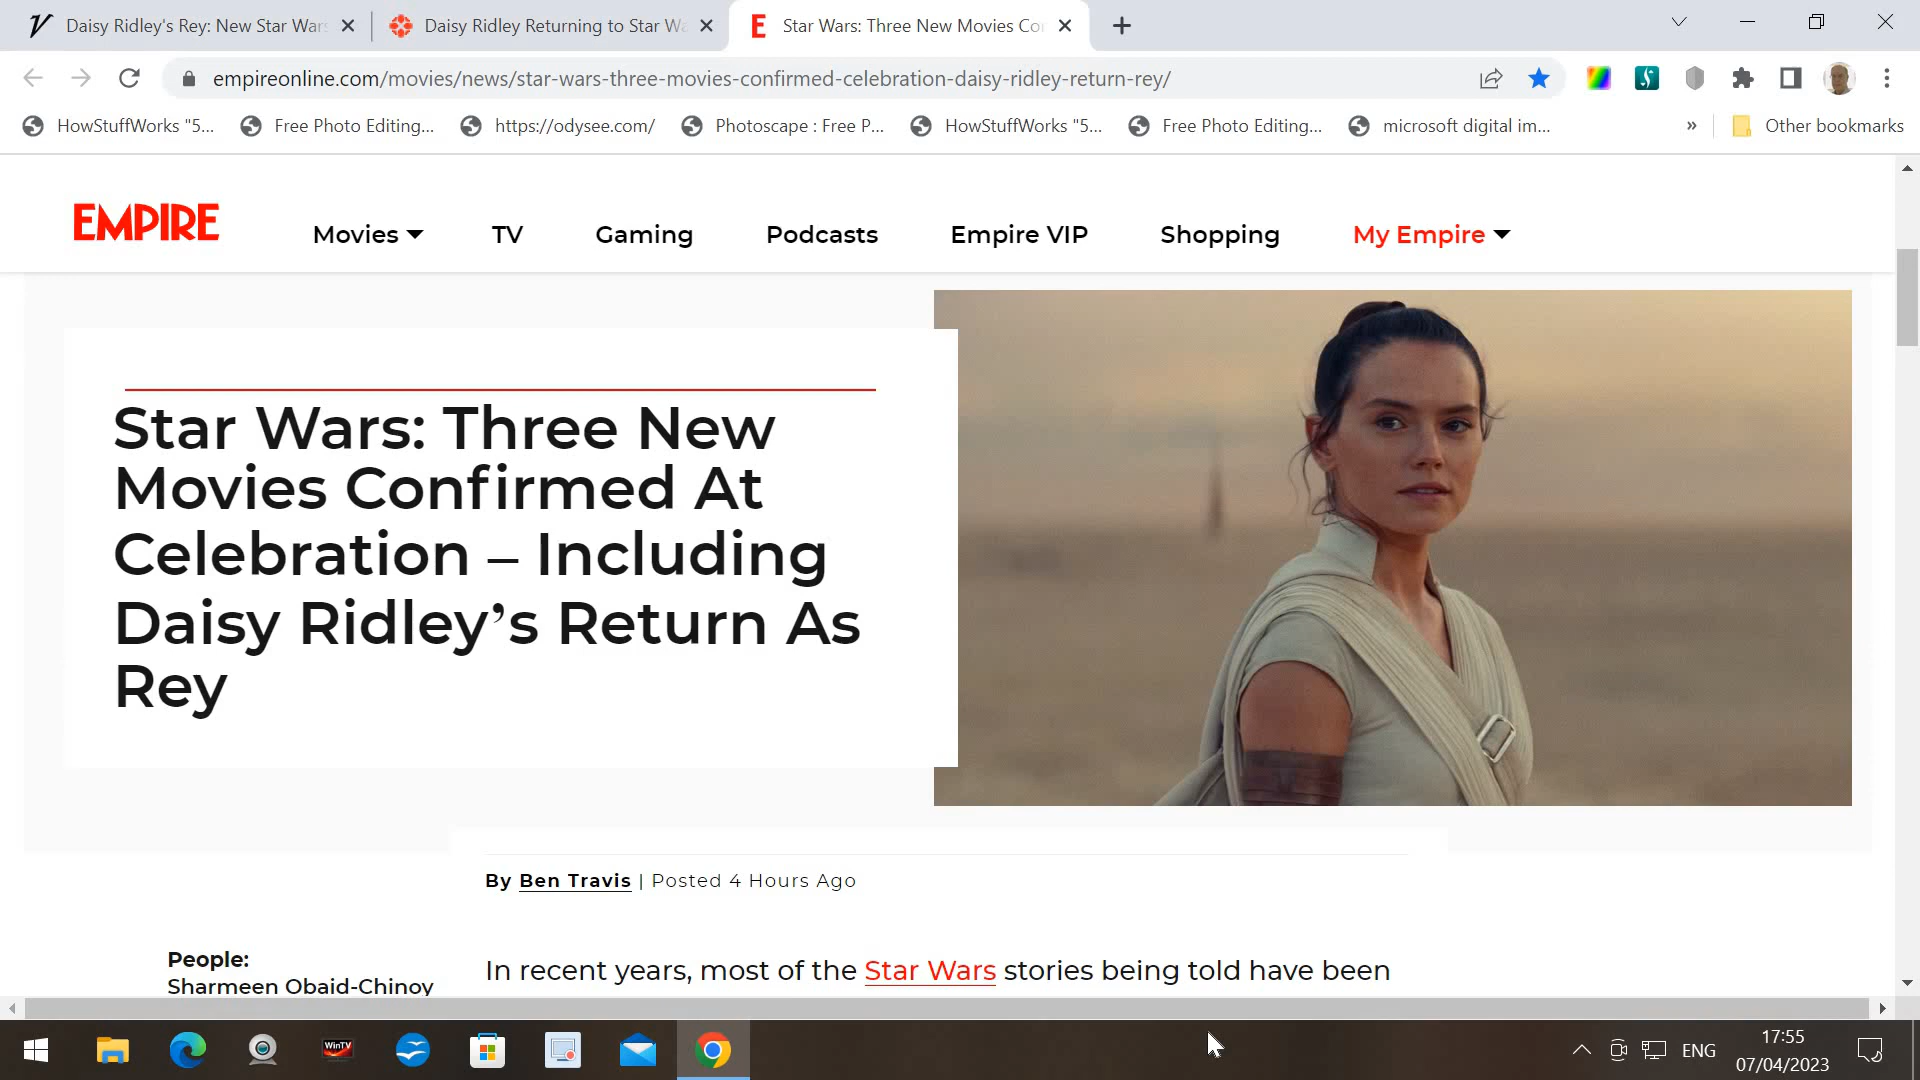 Daisy Ridley's Rey: New Star Wars
Daisy Ridley Returning to Star Wa
Star Wars: Three New Movies Co
empireonline.com/movies/news/star-wars-three-movies-confirmed-celebration-daisy-ridley-return-rey/
HowStuffWorks "5...
Free Photo Editing...
https://odysee.com/
Photoscape : Free P...
HowStuffWorks "5...
Free Photo Editing...
microsoft digital im...
»
Other bookmarks
EMPIRE
Movies
TV
Gaming
Podcasts
Empire VIP
Shopping
My Empire
Star Wars: Three New
Movies Confirmed At
Celebration – Including
Daisy Ridley’s Return As
Rey
By Ben Travis | Posted 4 Hours Ago
People:
Sharmeen Obaid-Chinoy
In recent years, most of the Star Wars stories being told have been
WinTV
ENG
17:55
07/04/2023